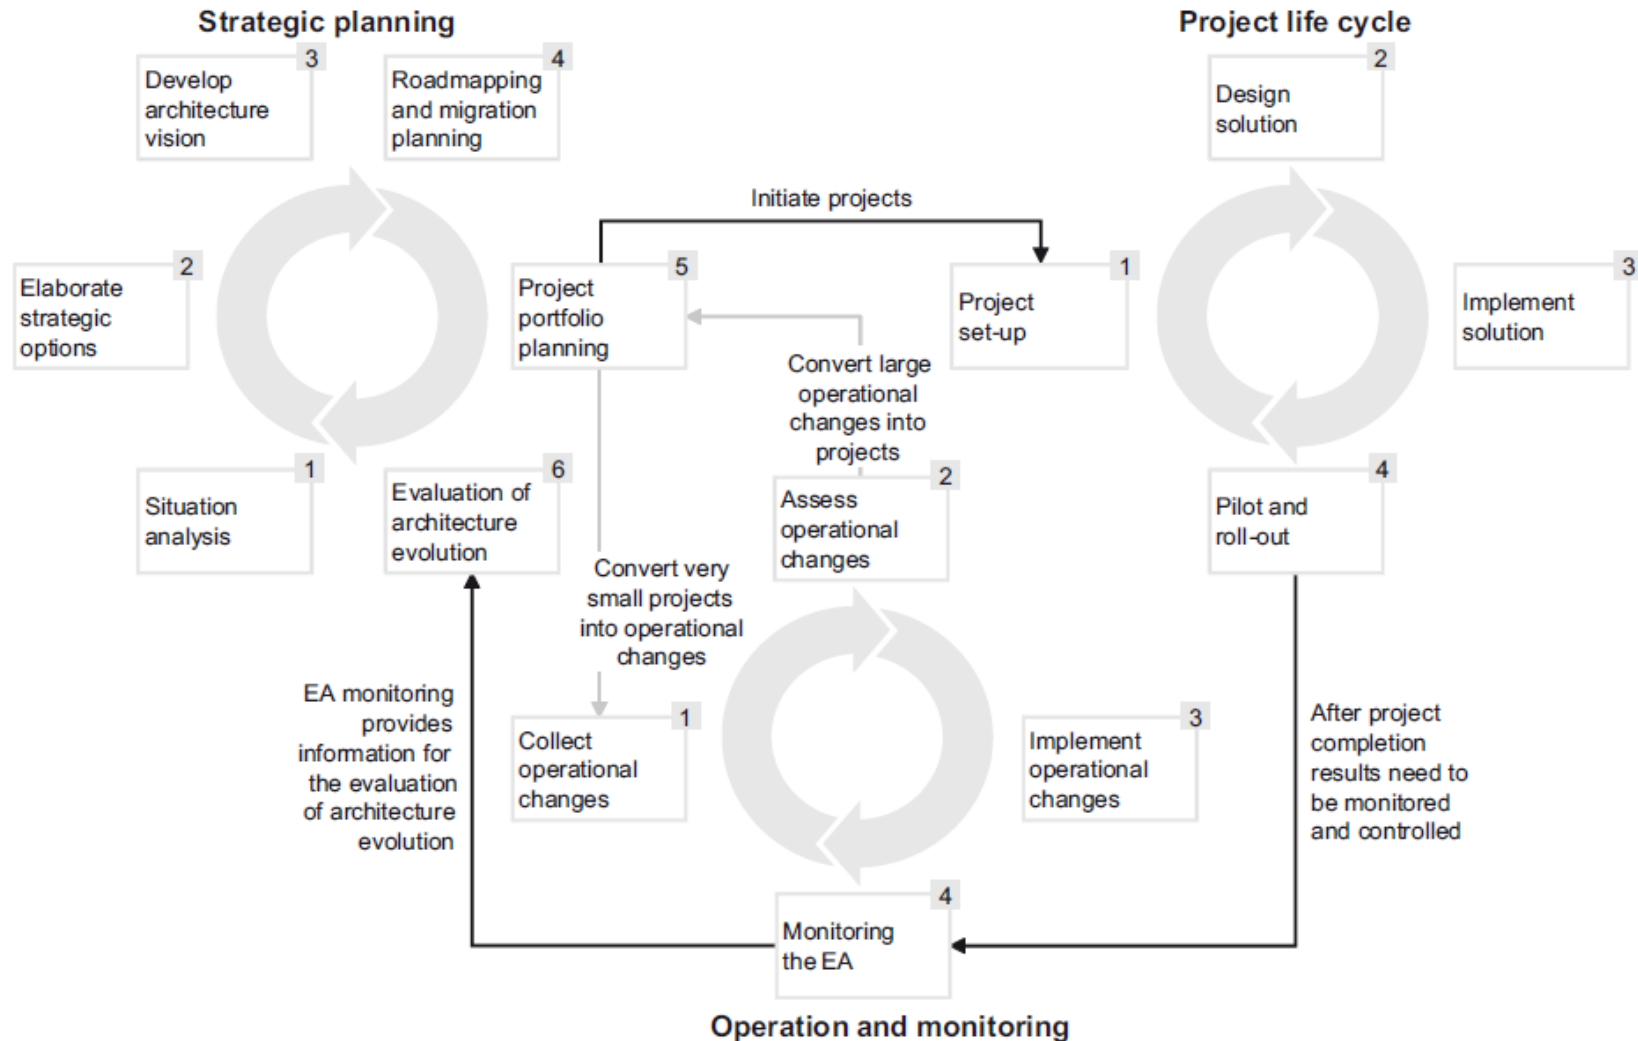 Strategic planning
3
Develop
architecture
vision
4
Roadmapping
and migration
planning
2
Elaborate
strategic
options
5
Project
portfolio
planning
1
Situation
analysis
6
Evaluation of
architecture
evolution
Initiate projects
Project life cycle
2
Design
solution
1
Project
set-up
3
Implement
solution
4
Pilot and
roll-out
Convert large
operational
changes into
projects
2
Assess
operational
changes
Convert very
small projects
into operational
changes
EA monitoring
provides
information for
the evaluation
of architecture
evolution
1
Collect
operational
changes
3
Implement
operational
changes
After project
completion
results need to
be monitored
and controlled
4
Monitoring
the EA
Operation and monitoring